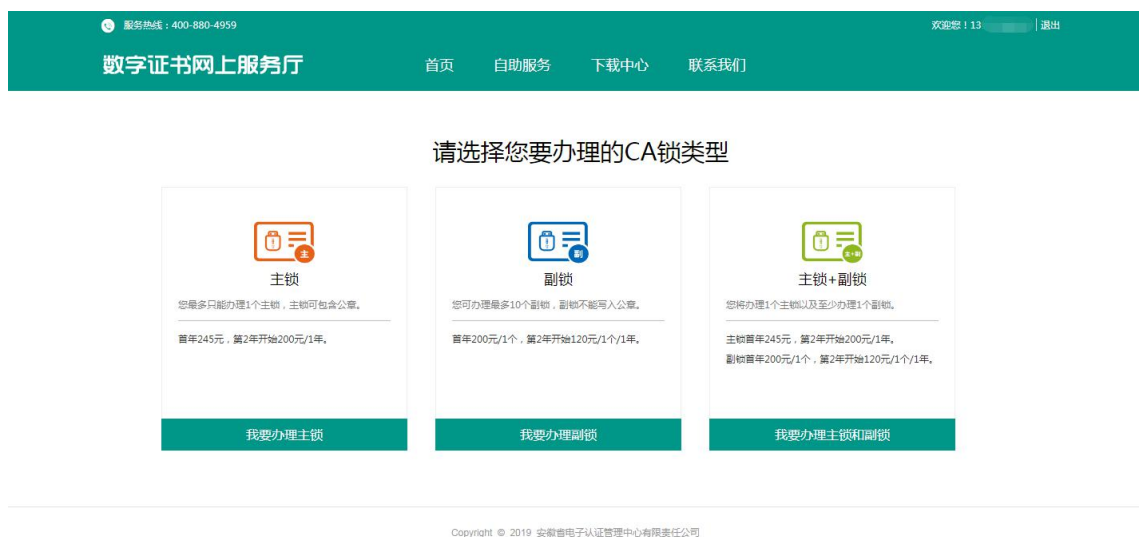 服务热线：400-880-4959
欢迎您！13 | 退出
数字证书网上服务厅
首页 自助服务 下载中心 联系我们
请选择您要办理的CA锁类型
主
主锁
您最多只能办理1个主锁，主锁可包含公章。
首年245元，第2年开始200元/1年。
我要办理主锁
副
副锁
您可办理最多10个副锁，副锁不能写入公章。
首年200元/1个，第2年开始120元/1个/1年。
我要办理副锁
主+副
主锁+副锁
您将办理1个主锁以及至少办理1个副锁。
主锁首年245元，第2年开始200元/1年。
副锁首年200元/1个，第2年开始120元/1个/1年。
我要办理主锁和副锁
Copyright © 2019 安徽省电子认证管理中心有限责任公司